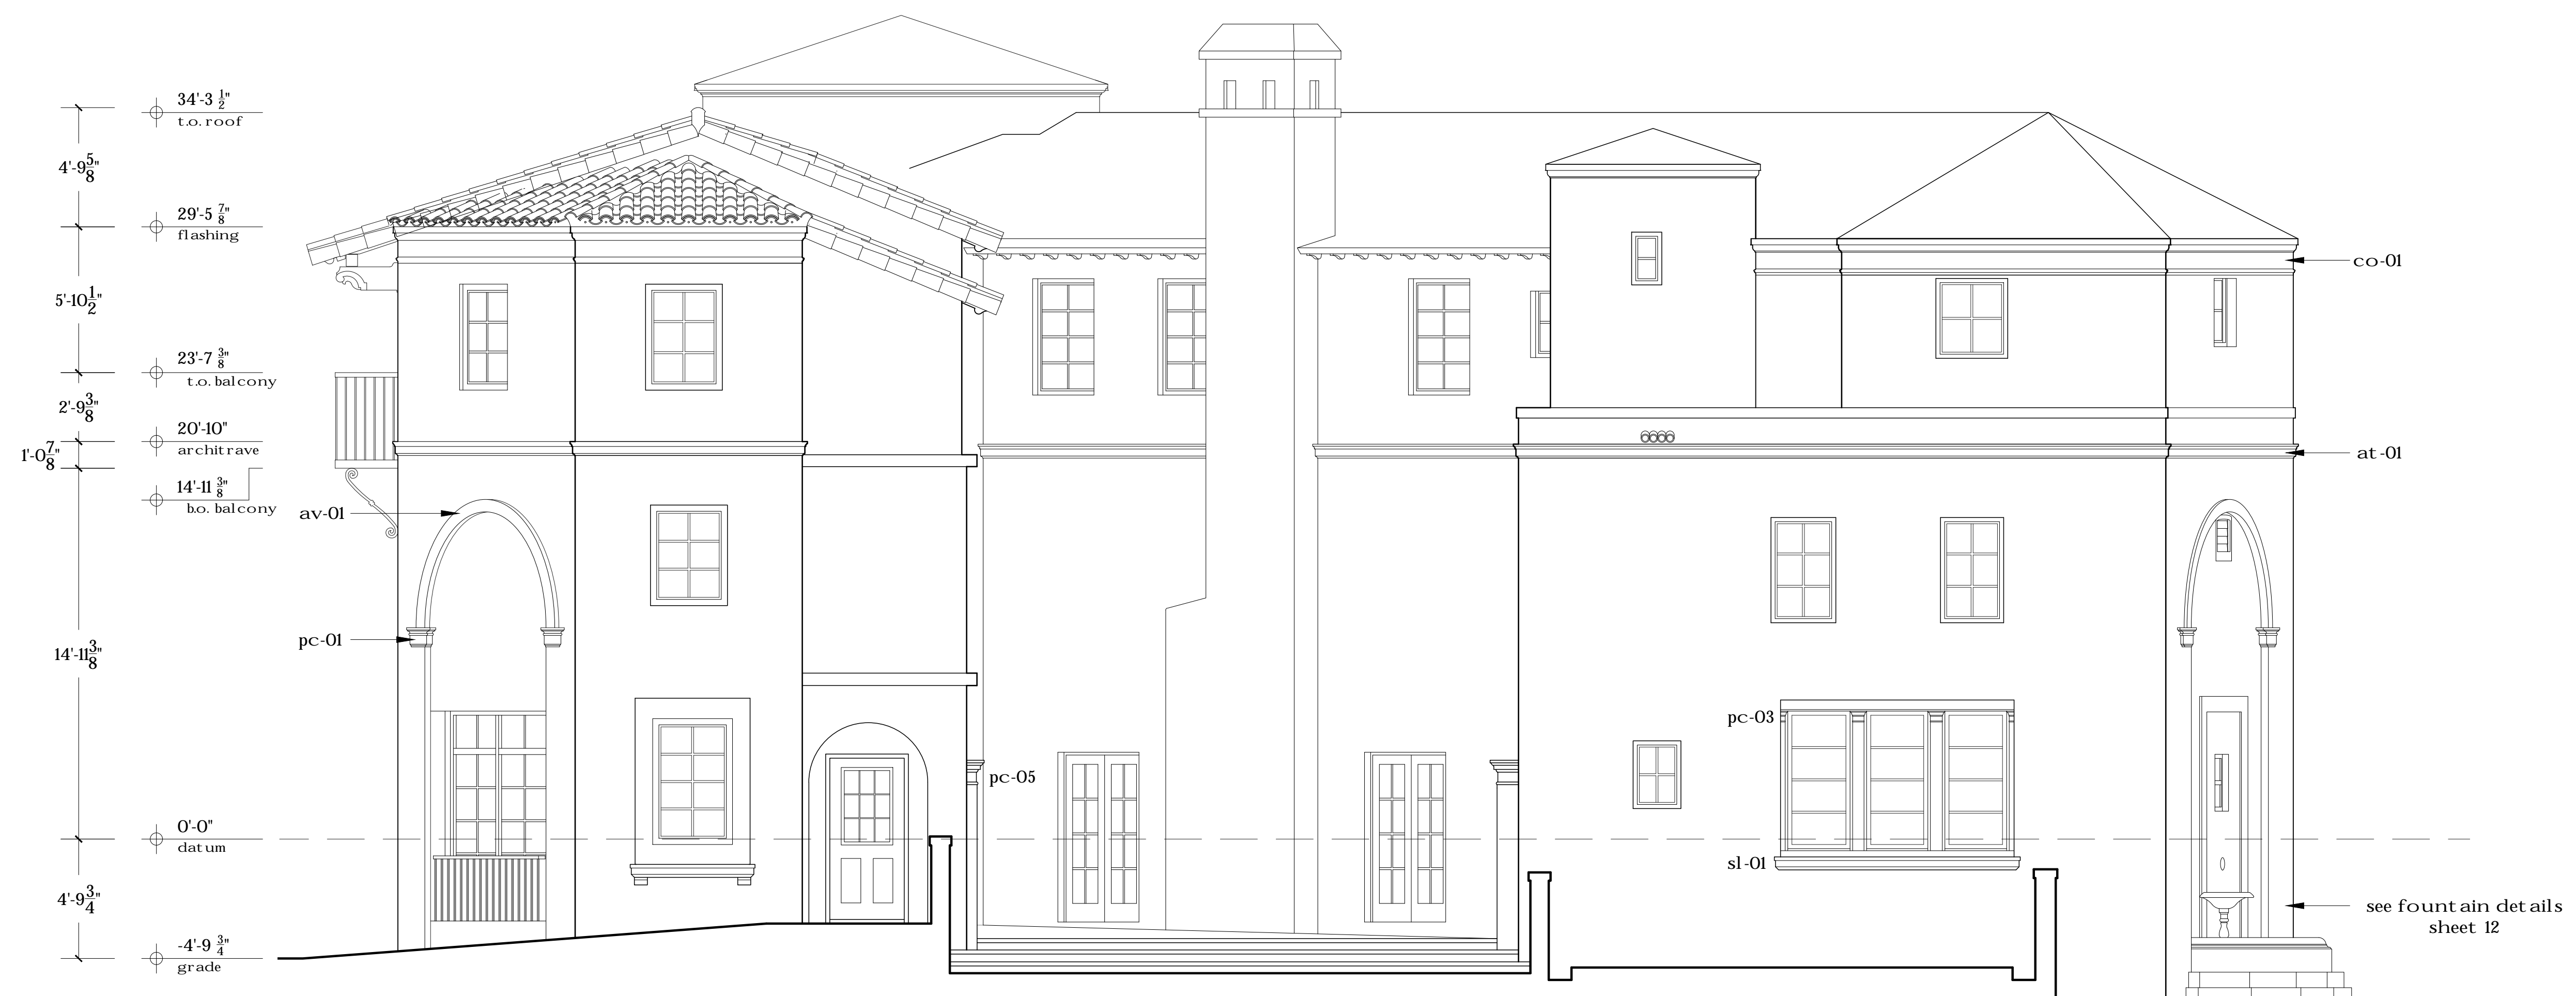 34'-3 1/2"
t.o. roof
4'-9 5/8"
29'-5 7/8"
flashing
5'-10 1/2"
23'-7 3/8"
t.o. balcony
2'-9 3/8"
20'-10"
architrave
1'-0 7/8"
14'-11 3/8"
b.o. balcony
14'-11 3/8"
0'-0"
datum
4'-9 3/4"
-4'-9 3/4"
grade
av-01
pc-01
pc-05
pc-03
sl-01
co-01
at-01
see fountain details
sheet 12